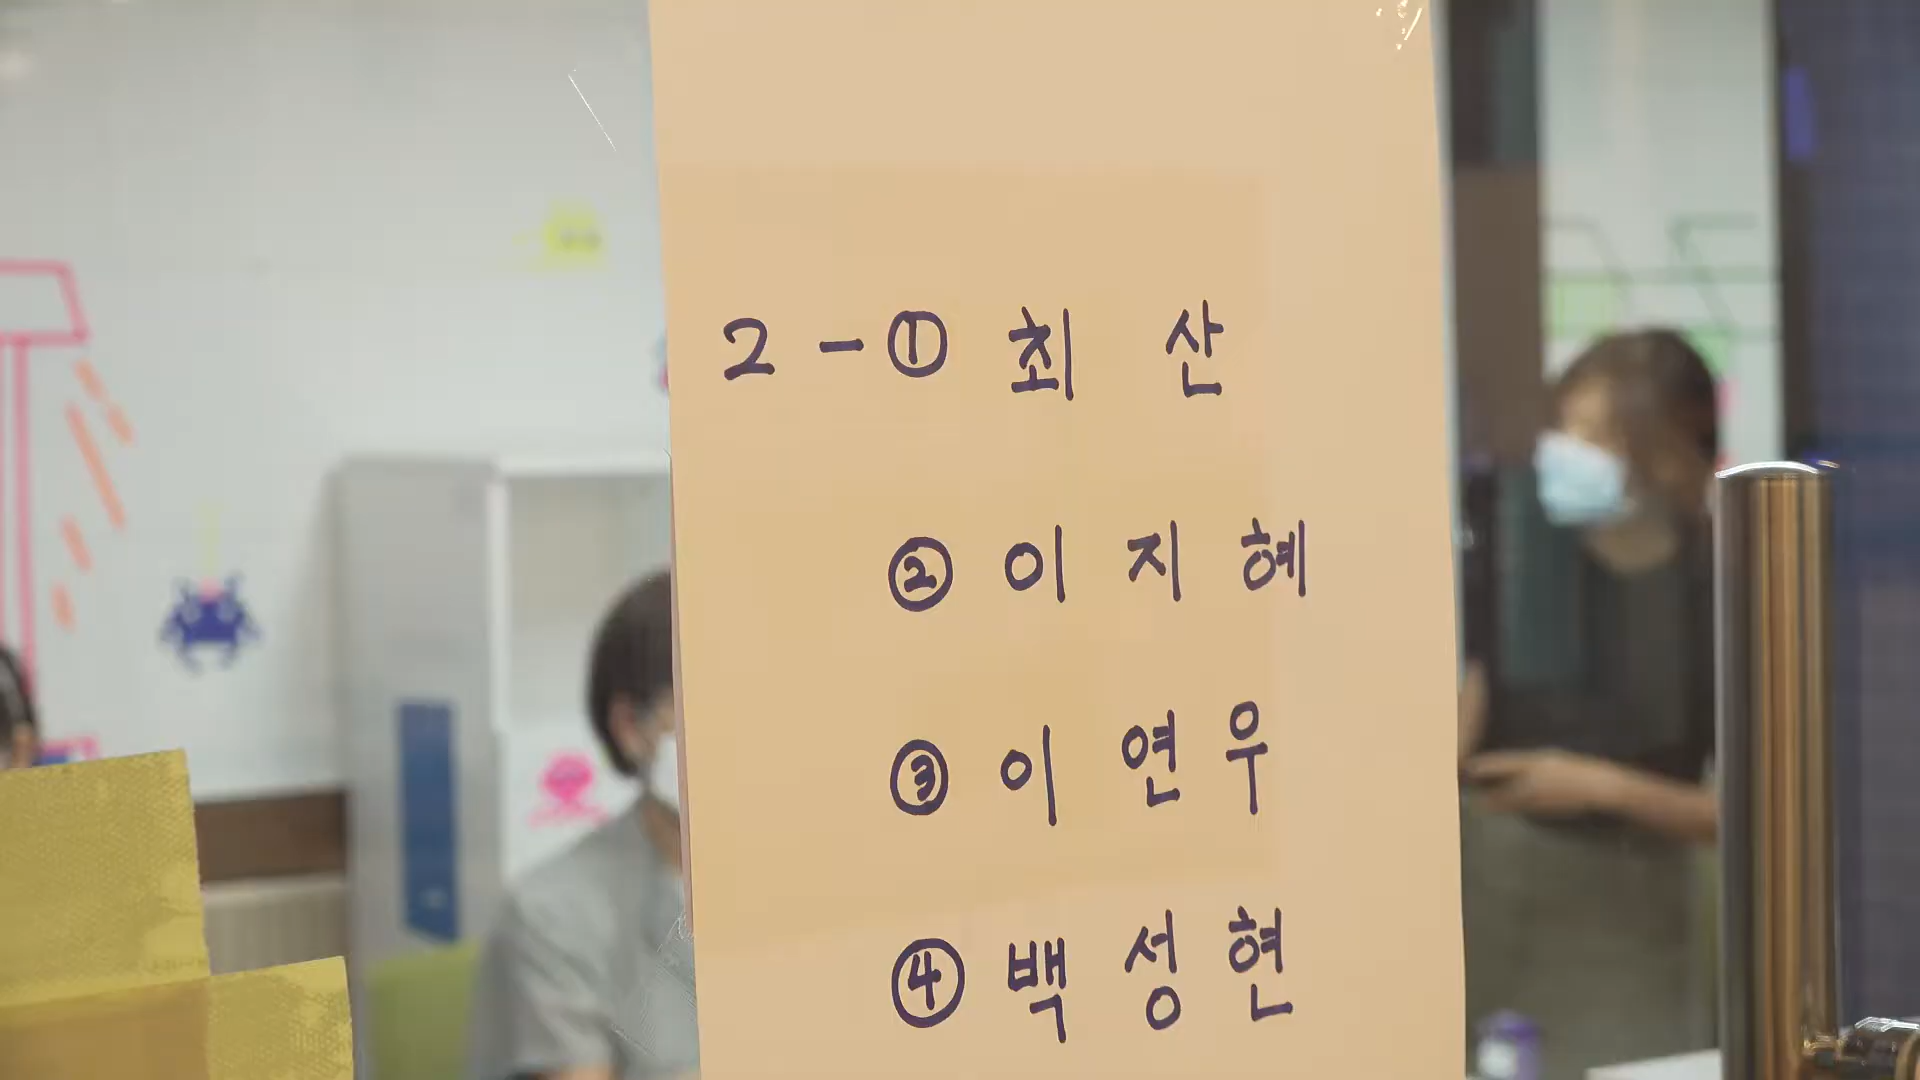 2 - ① 최 산
② 이 지 혜
③ 이 연 우
④ 백 성 현